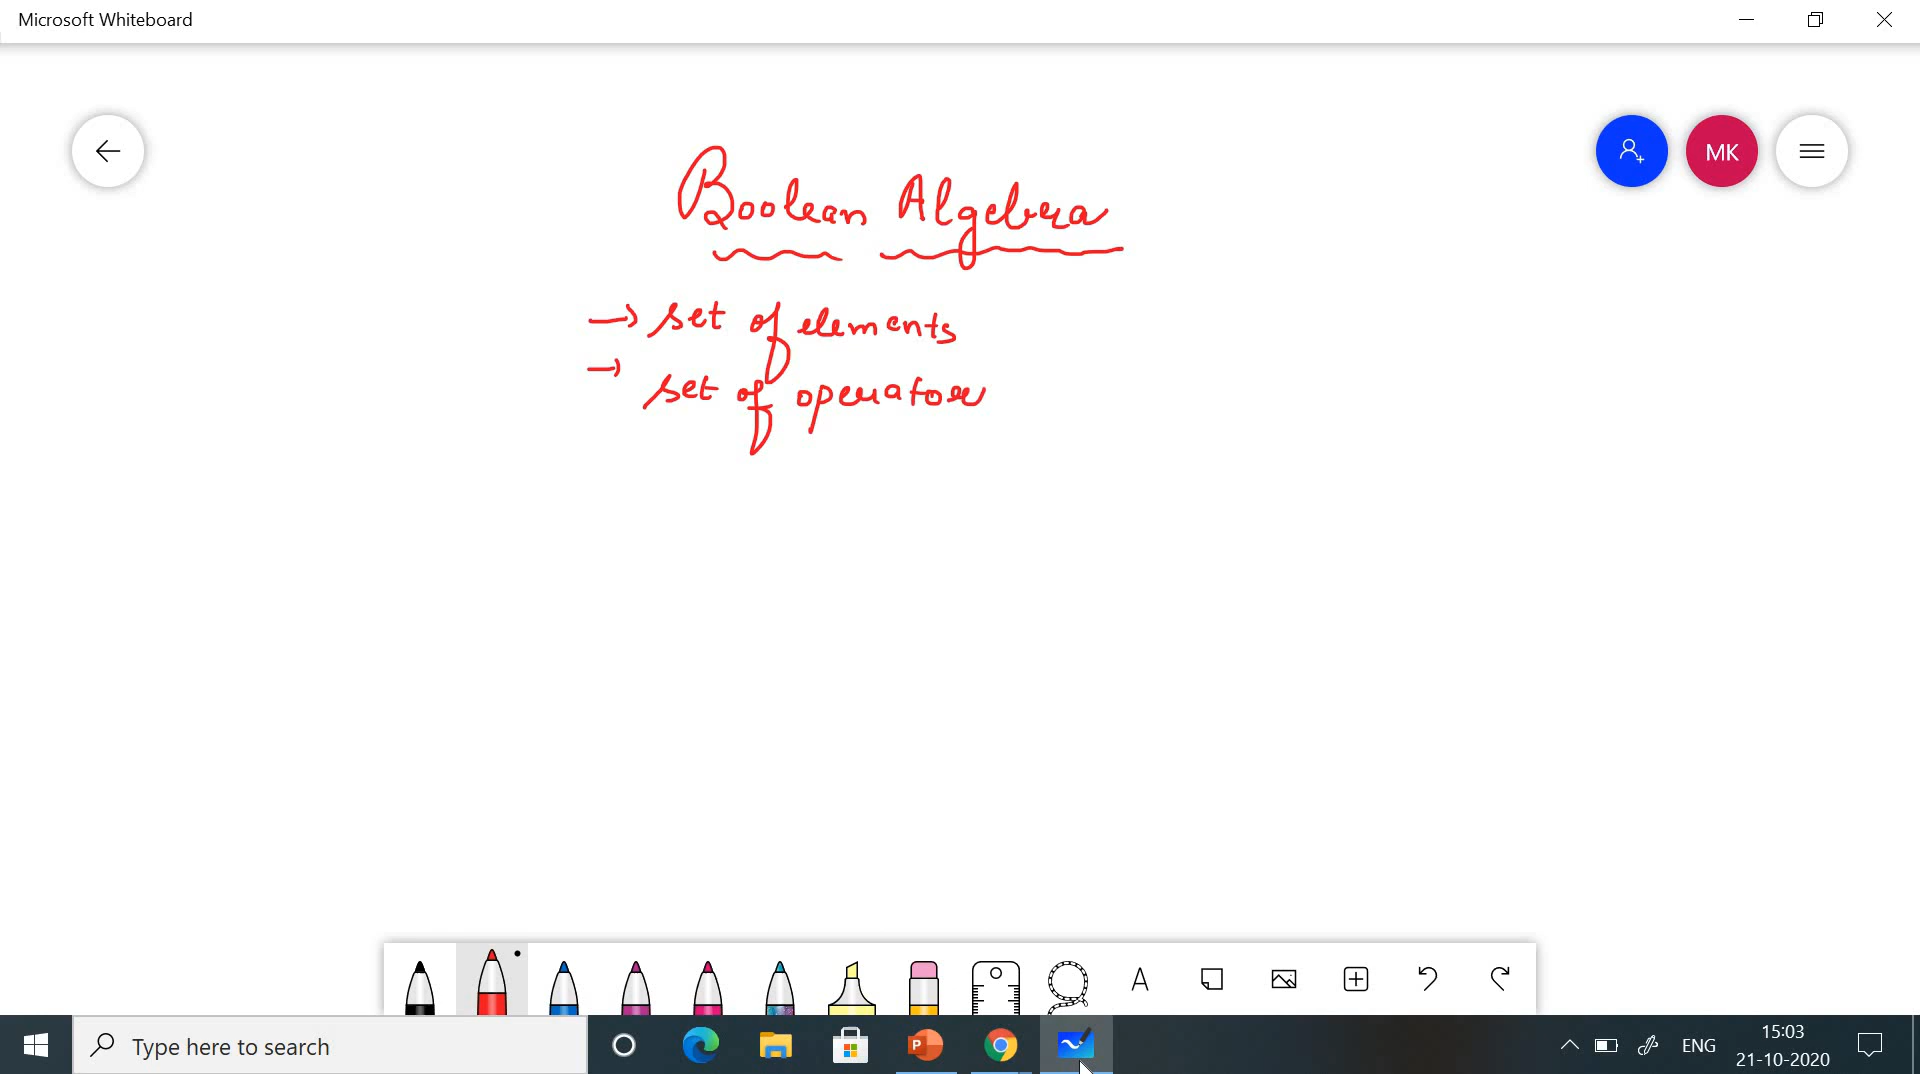 Microsoft Whiteboard
MK
Boolean Algebra
→ set of elements
→ set of operator
A
Type here to search
P
ENG
15:03
21-10-2020